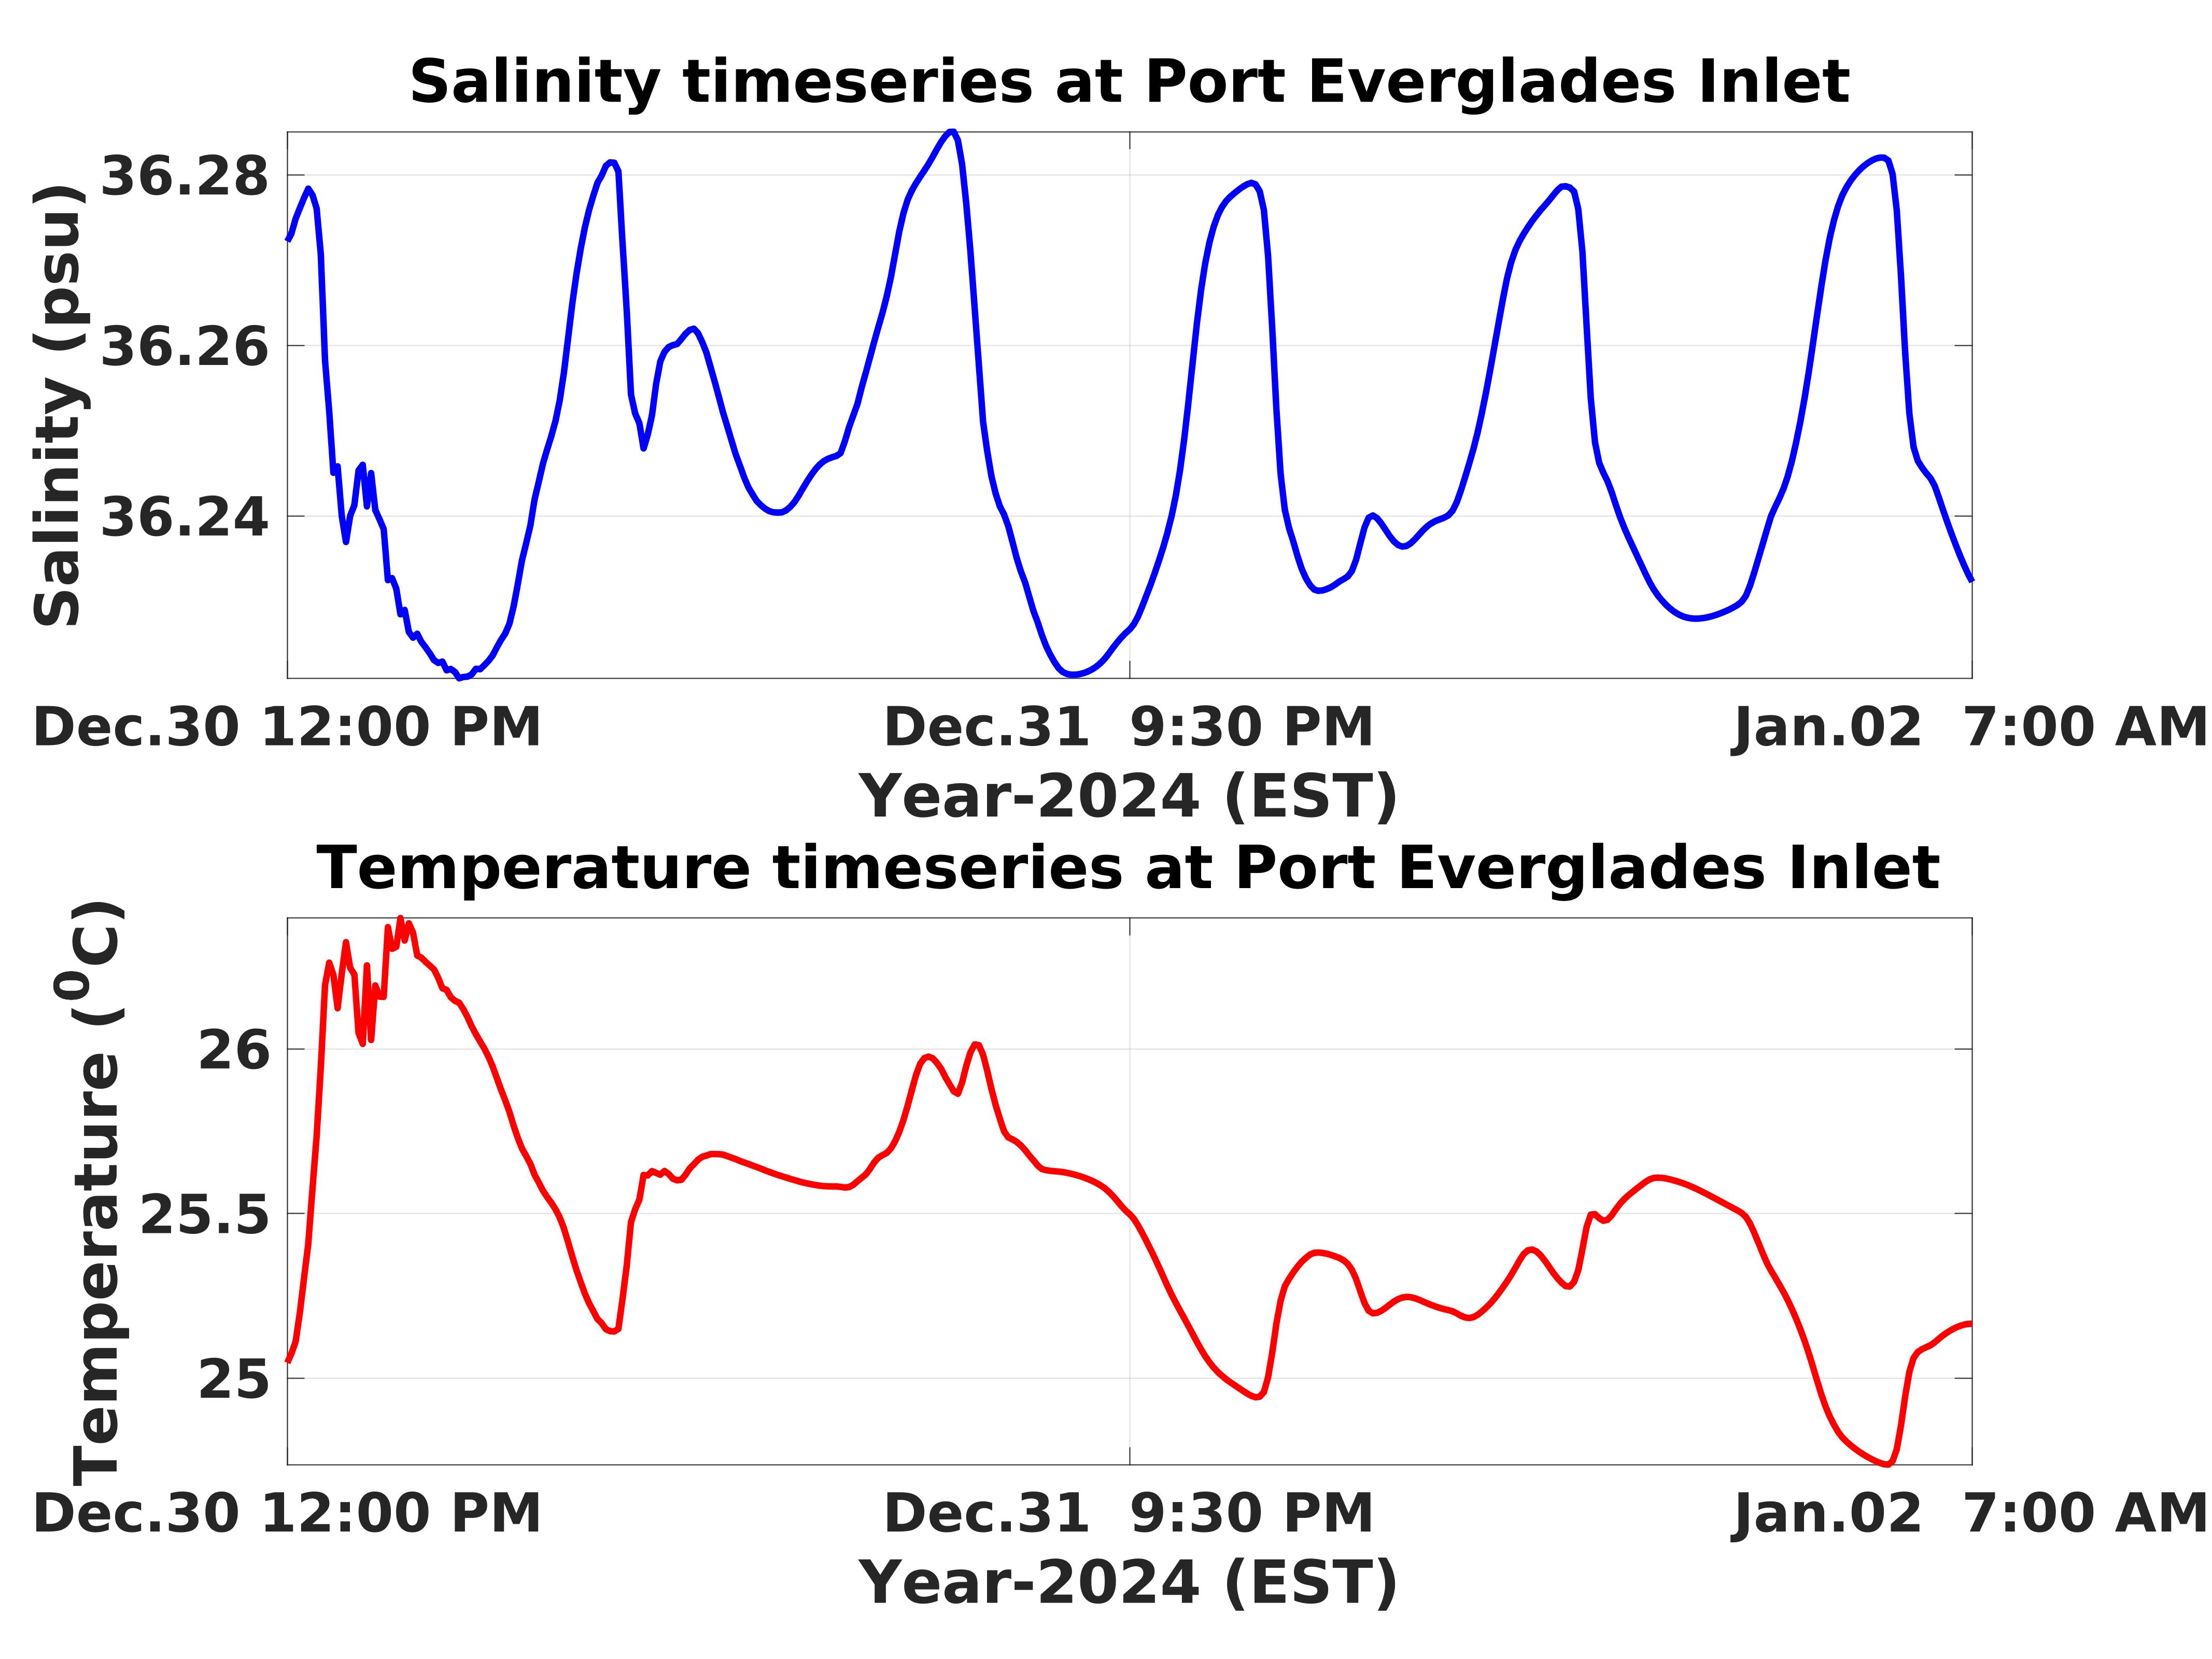 Salinity timeseries at Port Everglades Inlet
Salinity (psu)
36.28
36.26
36.24
Dec.30 12:00 PM
Dec.31  9:30 PM
Jan.02  7:00 AM
Year-2024 (EST)
Temperature timeseries at Port Everglades Inlet
Temperature (⁰C)
26
25.5
25
Dec.30 12:00 PM
Dec.31  9:30 PM
Jan.02  7:00 AM
Year-2024 (EST)